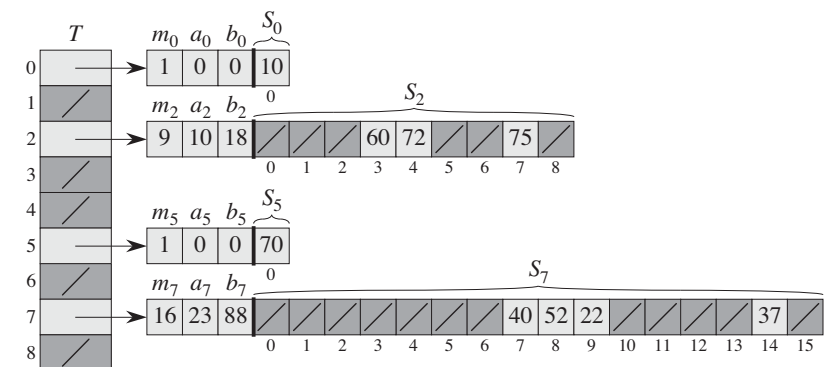 T m₀ a₀ b₀ S₀
0 1 0 0 10
0
1 m₂ a₂ b₂ S₂
2 9 10 18 60 72 75
0 1 2 3 4 5 6 7 8
3
4 m₅ a₅ b₅ S₅
5 1 0 0 70
0
6 m₇ a₇ b₇ S₇
7 16 23 88 40 52 22 37
0 1 2 3 4 5 6 7 8 9 10 11 12 13 14 15
8